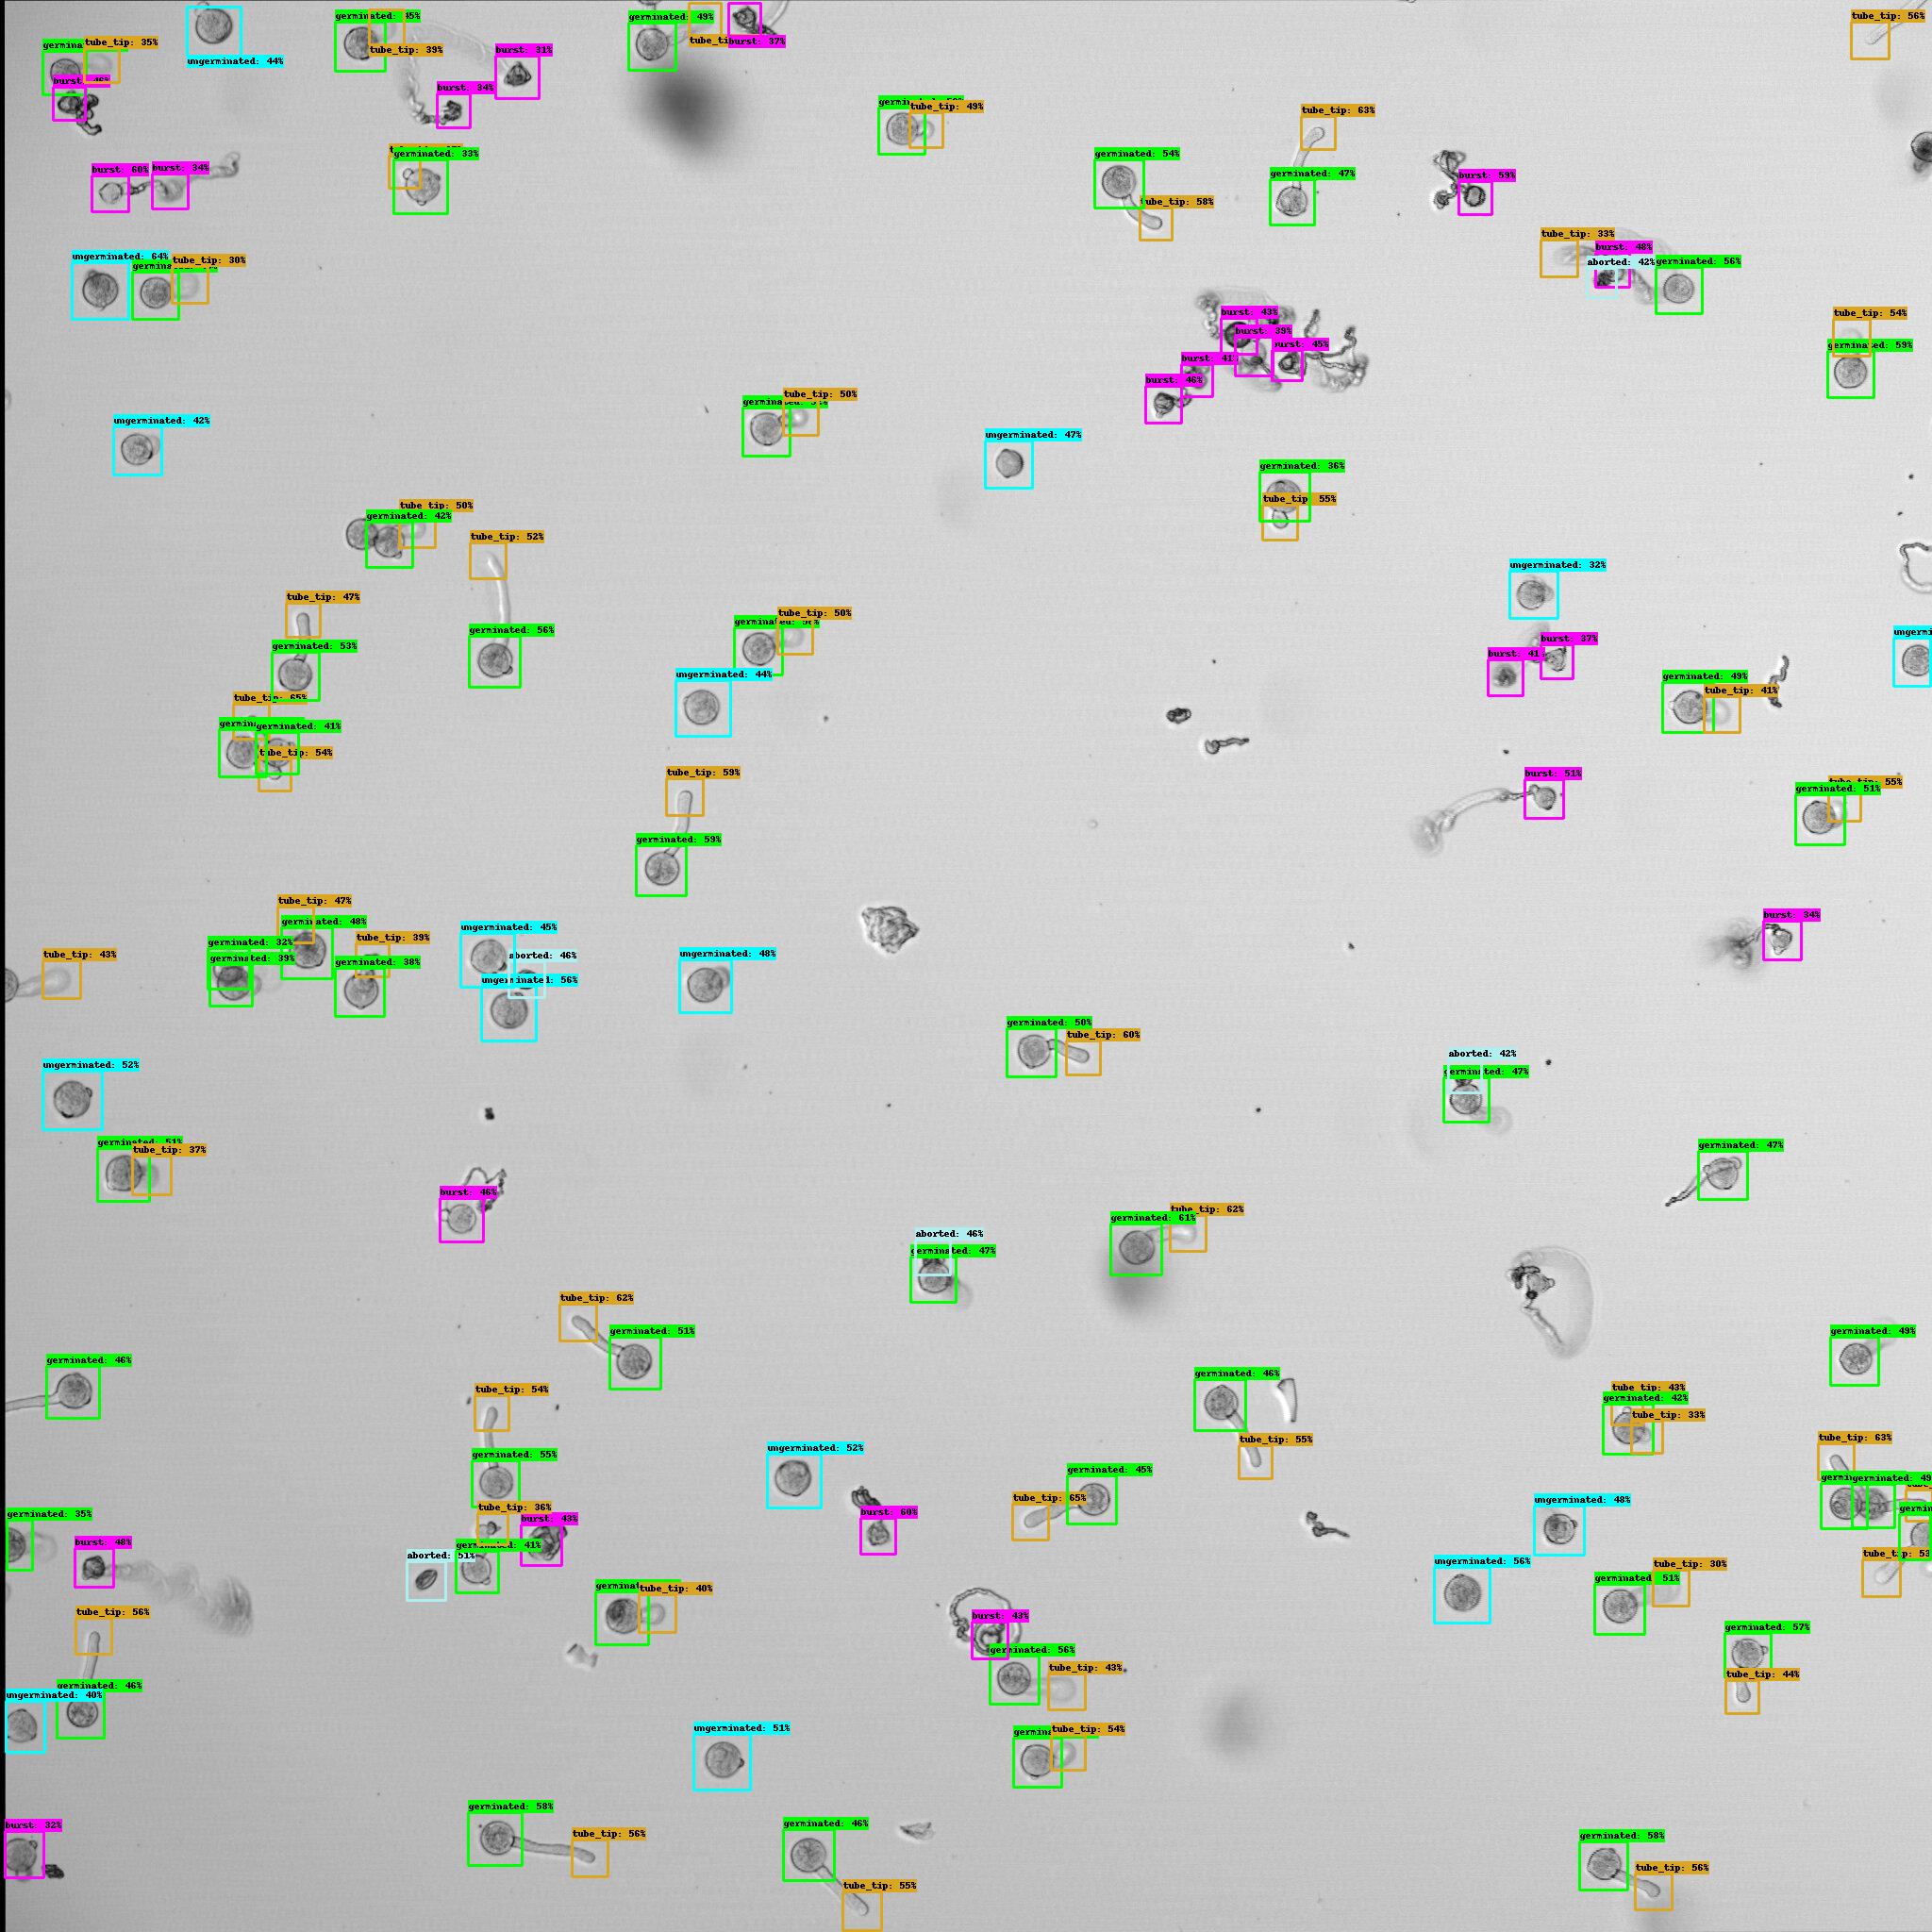 ungerminated: 44%
tube_tip: 35%
tube_tip: 39%
burst: 31%
burst: 34%
germinated: 49%
burst: 37%
tube_tip: 56%
tube_tip: 49%
tube_tip: 63%
germinated: 54%
germinated: 47%
tube_tip: 58%
burst: 59%
burst: 60%
burst: 34%
germinated: 33%
ungerminated: 64%
tube_tip: 30%
tube_tip: 33%
burst: 48%
aborted: 42%
germinated: 56%
tube_tip: 54%
germinated: 59%
burst: 43%
burst: 39%
burst: 45%
burst: 41
burst: 46%
tube_tip: 50%
ungerminated: 42%
ungerminated: 47%
germinated: 36%
tube_tip: 55%
tube_tip: 50%
germinated: 42%
tube_tip: 52%
ungerminated: 32%
tube_tip: 47%
tube_tip: 50%
germinated: 56%
germinated: 53%
burst: 37%
burst: 41
ungerminated: 44%
germinated: 49%
tube_tip: 41%
tube_tip: 65%
germinated: 41%
tube_tip: 54%
tube_tip: 59%
burst: 51%
tube_tip: 55%
germinated: 51%
germinated: 59%
tube_tip: 47%
germinated: 48%
burst: 34%
tube_tip: 39%
germinated: 32%
germinated: 39%
germinated: 38%
tube_tip: 43%
ungerminated: 45%
aborted: 46%
ungerminated: 56%
ungerminated: 48%
germinated: 50%
tube_tip: 60%
aborted: 42%
germinated: 47%
ungerminated: 52%
germinated: 51%
tube_tip: 37%
germinated: 47%
burst: 46%
tube_tip: 62%
germinated: 61%
aborted: 46%
germinated: 47%
tube_tip: 62%
germinated: 51%
germinated: 49%
germinated: 46%
germinated: 46%
tube_tip: 54%
tube_tip: 43%
germinated: 42%
tube_tip: 33%
tube_tip: 55%
tube_tip: 63%
ungerminated: 52%
germinated: 55%
germinated: 45%
tube_tip: 65%
germinated: 49
ungerminated: 48%
tube_tip: 36%
burst: 43%
burst: 60%
germinated: 35%
burst: 48%
germinated: 41%
aborted: 51%
ungerminated: 56%
tube_tip: 30%
germinated: 51%
tube_tip: 53
tube_tip: 40%
tube_tip: 56%
burst: 43%
germinated: 56%
germinated: 57%
tube_tip: 43%
tube_tip: 44%
germinated: 46%
ungerminated: 40%
ungerminated: 51%
tube_tip: 54%
germinated: 58%
germinated: 46%
burst: 32%
tube_tip: 56%
germinated: 58%
tube_tip: 56%
tube_tip: 55%